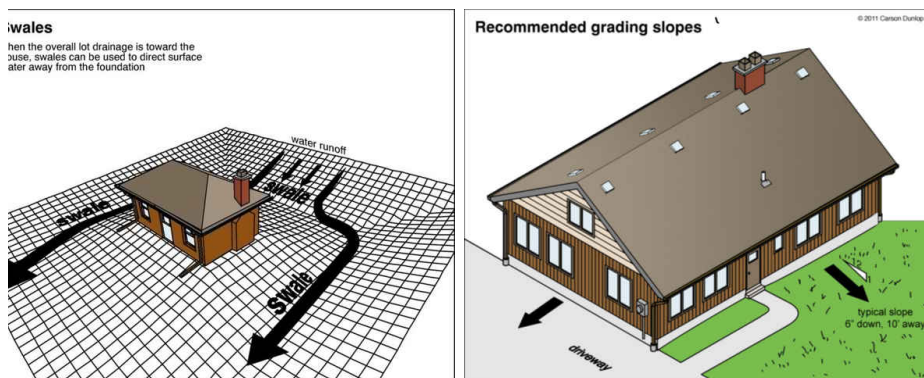 Swales
hen the overall lot drainage is toward the
ouse, swales can be used to direct surface
ater away from the foundation
water runoff
swale
swale
swale
Recommended grading slopes
© 2011 Carson Dunlop
12
typical slope
6" down, 10' away
driveway